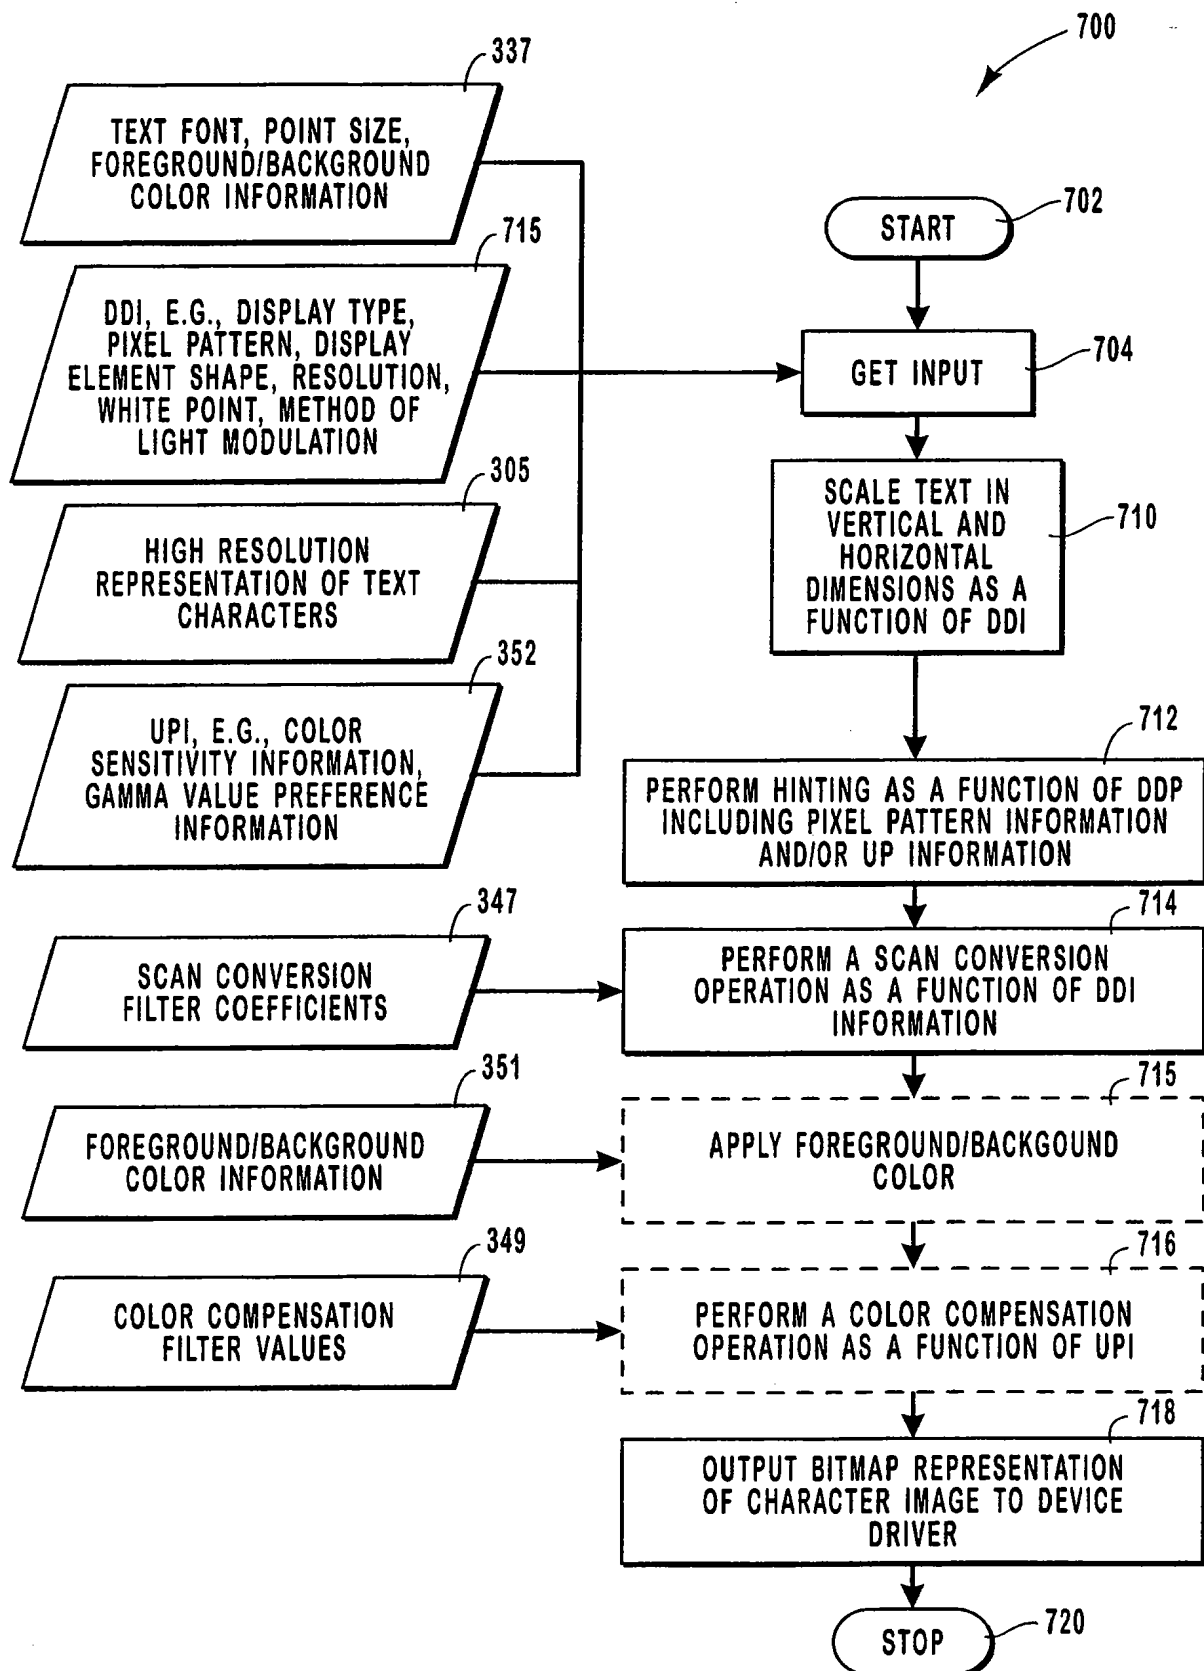 700
337
TEXT FONT, POINT SIZE,
FOREGROUND/BACKGROUND
COLOR INFORMATION
715
DDI, E.G., DISPLAY TYPE,
PIXEL PATTERN, DISPLAY
ELEMENT SHAPE, RESOLUTION,
WHITE POINT, METHOD OF
LIGHT MODULATION
305
HIGH RESOLUTION
REPRESENTATION OF TEXT
CHARACTERS
352
UPI, E.G., COLOR
SENSITIVITY INFORMATION,
GAMMA VALUE PREFERENCE
INFORMATION
347
SCAN CONVERSION
FILTER COEFFICIENTS
351
FOREGROUND/BACKGROUND
COLOR INFORMATION
349
COLOR COMPENSATION
FILTER VALUES
702
START
704
GET INPUT
710
SCALE TEXT IN
VERTICAL AND
HORIZONTAL
DIMENSIONS AS A
FUNCTION OF DDI
712
PERFORM HINTING AS A FUNCTION OF DDP
INCLUDING PIXEL PATTERN INFORMATION
AND/OR UP INFORMATION
714
PERFORM A SCAN CONVERSION
OPERATION AS A FUNCTION OF DDI
INFORMATION
715
APPLY FOREGROUND/BACKGOUND
COLOR
716
PERFORM A COLOR COMPENSATION
OPERATION AS A FUNCTION OF UPI
718
OUTPUT BITMAP REPRESENTATION
OF CHARACTER IMAGE TO DEVICE
DRIVER
720
STOP